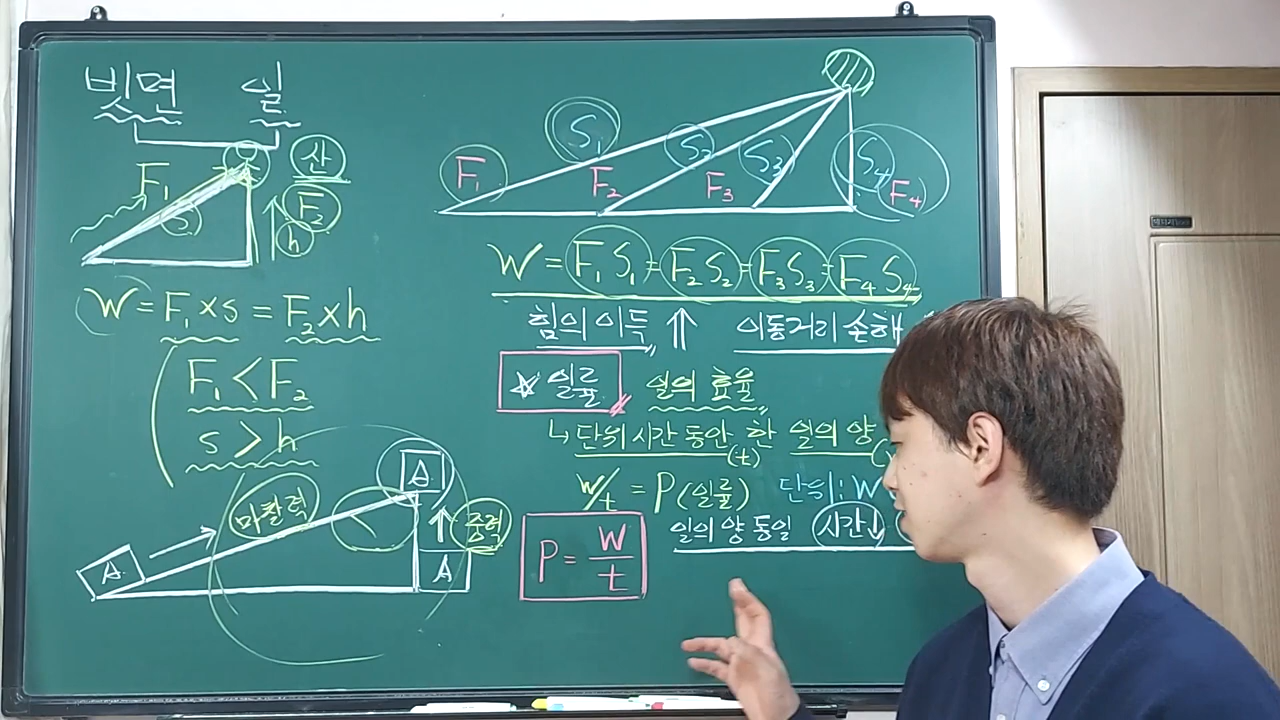 빗면 일
산
F₁
F₂
s
h
W = F₁ × s = F₂ × h
F₁ < F₂
s > h
A
마찰력
<
중력
A
A
S₁ S₂ S₃ S₄
F₁ F₂ F₃ F₄
W = F₁S₁ = F₂S₂ = F₃S₃ = F₄S₄
힘의 이득 ⇑ 이동거리 손해
☆ 일률 일의 효율
↳ 단위 시간 동안 한 일의 양
(t)
W/t = P (일률) 단위: W
일의 양 동일 시간↓
P = W/t